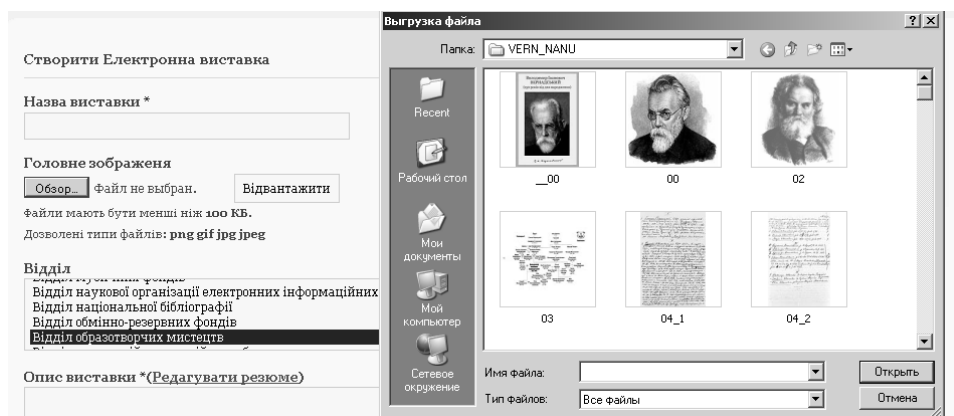 Створити Електронна виставка
Назва виставки *
Головне зображеня
Обзор... Файл не выбран. Відвантажити
Файли мають бути менші ніж 100 КБ.
Дозволені типи файлів: png gif jpg jpeg
Відділ
Відділ наукової організації електронних інформаційних
Відділ національної бібліографії
Відділ обмінно-резервних фондів
Відділ образотворчих мистецтв
Опис виставки *(Редагувати резюме)
Выгрузка файла
Папка: VERN_NANU
Recent
Рабочий стол
Мои документы
Мой компьютер
Сетевое окружение
__00
00
02
03
04_1
04_2
Имя файла:
Открыть
Тип файлов: Все файлы
Отмена